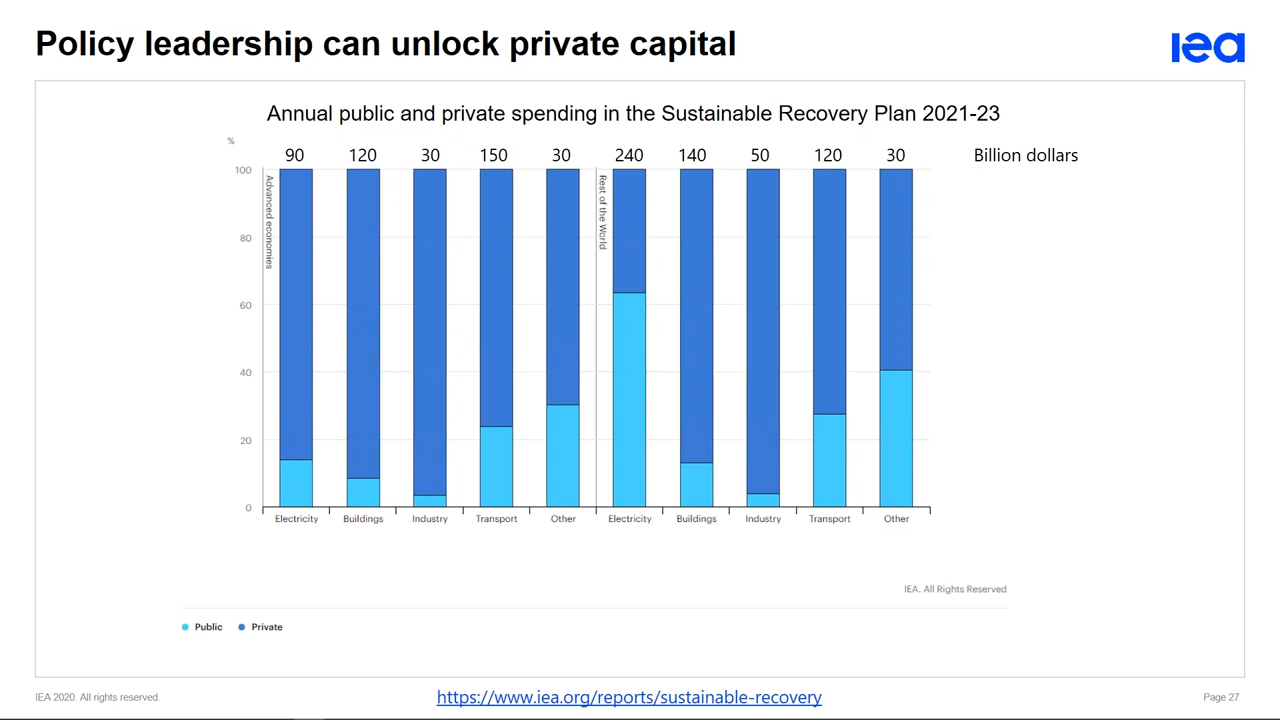 Policy leadership can unlock private capital
iea
Annual public and private spending in the Sustainable Recovery Plan 2021-23
%
90 120 30 150 30 240 140 50 120 30 Billion dollars
100
80
60
40
20
0
Advanced economies
Rest of the World
Electricity Buildings Industry Transport Other Electricity Buildings Industry Transport Other
IEA. All Rights Reserved
Public Private
IEA 2020. All rights reserved.
https://www.iea.org/reports/sustainable-recovery
Page 27